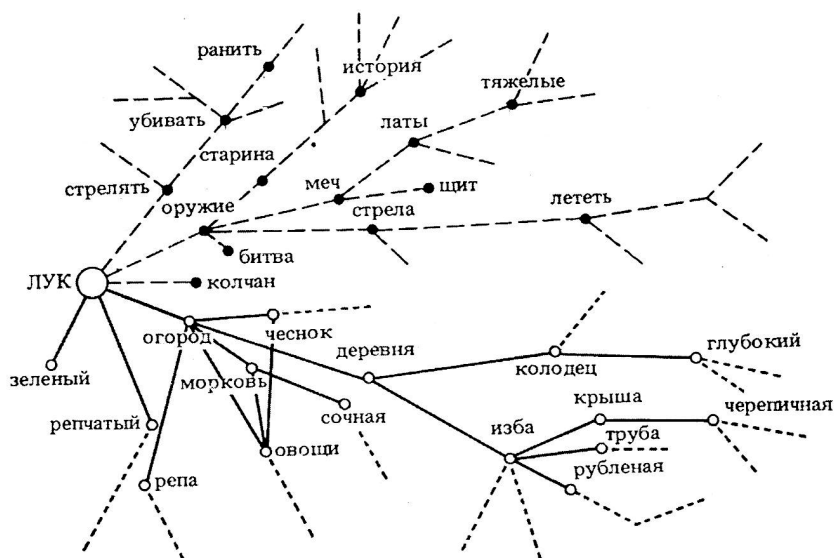 ранить
история
тяжелые
убивать
латы
старина
стрелять
меч
щит
оружие
стрела
лететь
битва
ЛУК
колчан
огород
чеснок
деревня
колодец
глубокий
зеленый
морковь
сочная
крыша
черепичная
репчатый
изба
труба
овощи
рубленая
репа